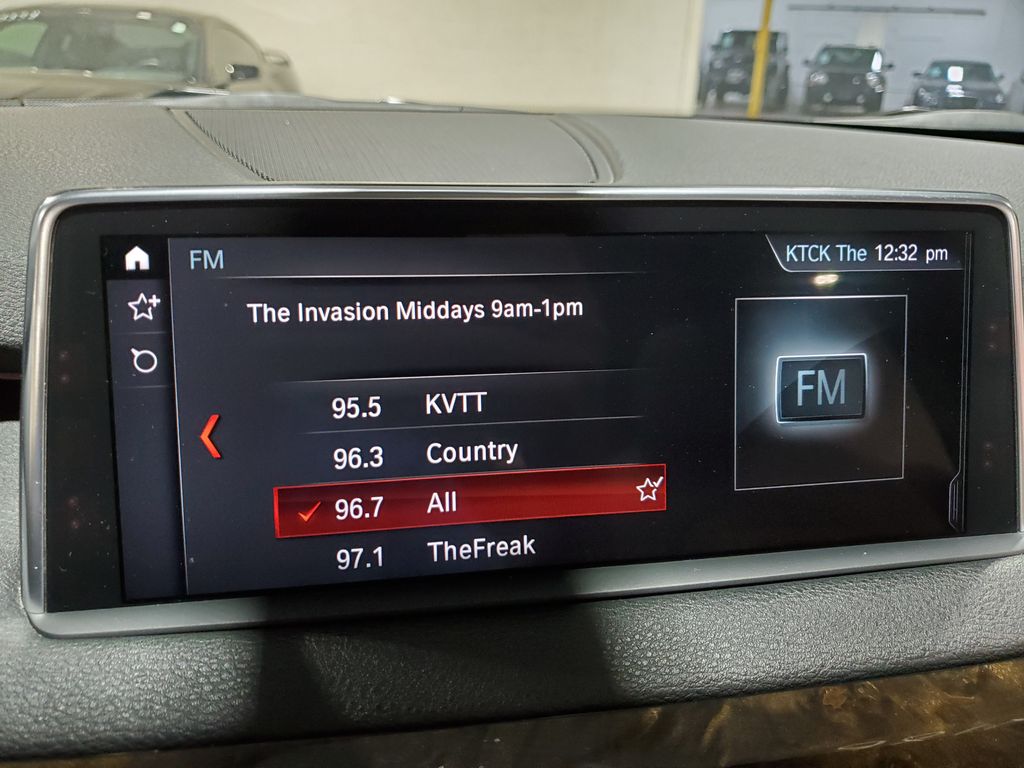 FM
KTCK The 12:32 pm
The Invasion Middays 9am-1pm
95.5 KVTT
96.3 Country
96.7 All
97.1 TheFreak
FM